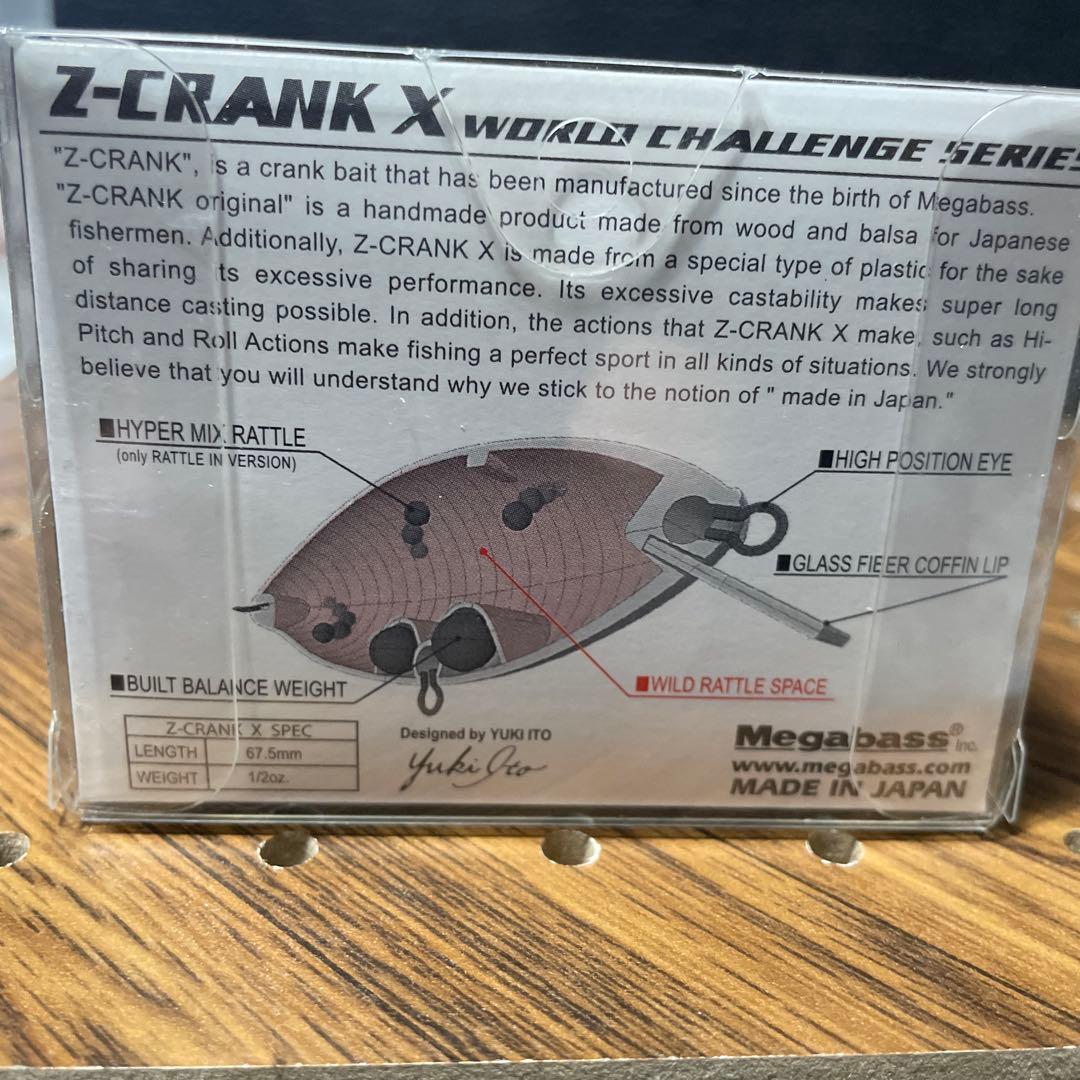 Z-CRANK X WORLD CHALLENGE SERIES
"Z-CRANK", is a crank bait that has been manufactured since the birth of Megabass.
"Z-CRANK original" is a handmade product made from wood and balsa for Japanese
fishermen. Additionally, Z-CRANK X is made from a special type of plastic for the sake
of sharing its excessive performance. Its excessive castability makes super long
distance casting possible. In addition, the actions that Z-CRANK X make, such as Hi-
Pitch and Roll Actions make fishing a perfect sport in all kinds of situations. We strongly
believe that you will understand why we stick to the notion of " made in Japan."
■HYPER MIX RATTLE
(only RATTLE IN VERSION)
■HIGH POSITION EYE
■GLASS FIBER COFFIN LIP
■BUILT BALANCE WEIGHT
■WILD RATTLE SPACE
Z-CRANK X SPEC
LENGTH 67.5mm
WEIGHT 1/2oz.
Designed by YUKI ITO
Yuki Ito
Megabass® Inc.
www.megabass.com
MADE IN JAPAN